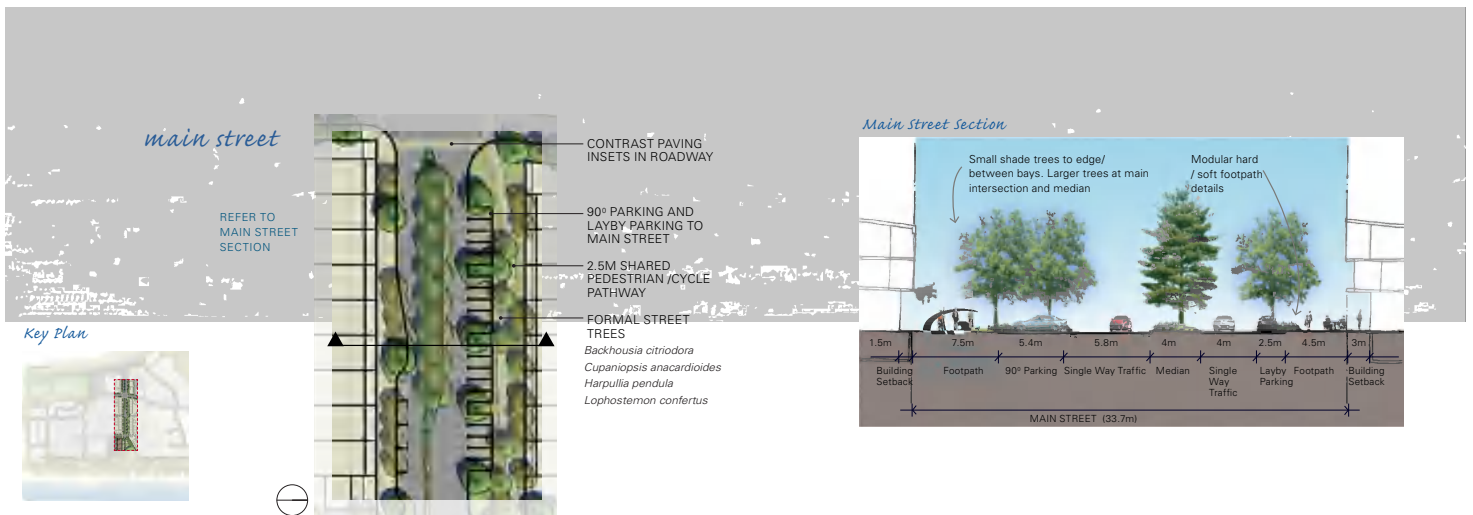 main street
REFER TO
MAIN STREET
SECTION
Key Plan
CONTRAST PAVING
INSETS IN ROADWAY
90º PARKING AND
LAYBY PARKING TO
MAIN STREET
2.5M SHARED
PEDESTRIAN /CYCLE
PATHWAY
FORMAL STREET
TREES
Backhousia citriodora
Cupaniopsis anacardioides
Harpullia pendula
Lophostemon confertus
Main Street Section
Small shade trees to edge/
between bays. Larger trees at main
intersection and median
Modular hard
/ soft footpath
details
1.5m 7.5m 5.4m 5.8m 4m 4m 2.5m 4.5m 3m
Building
Setback
Footpath
90º Parking
Single Way Traffic
Median
Single
Way
Traffic
Layby
Parking
Footpath
Building
Setback
MAIN STREET (33.7m)